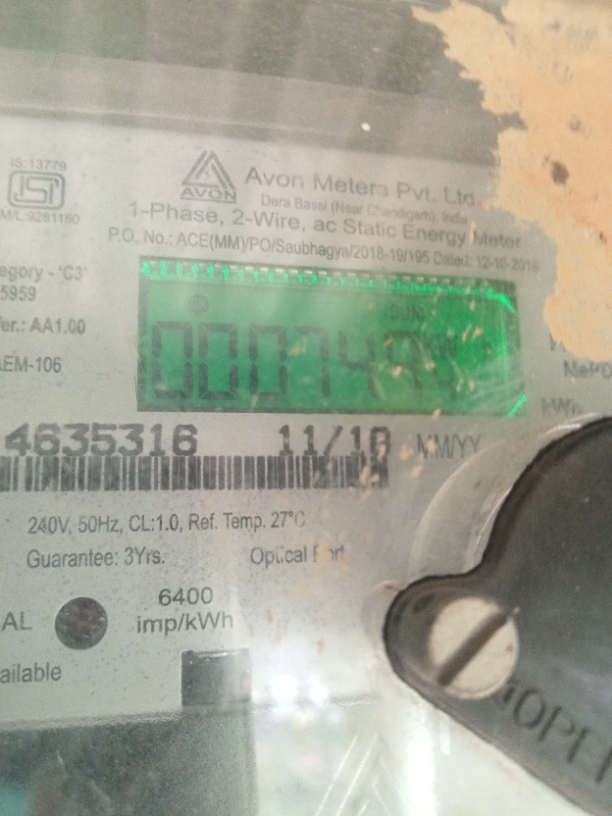 IS:13779
ISI
M/L:9281180
AVON
Avon Meters Pvt. Ltd.
Dera Bassi (Near Chandigarh), India
1-Phase, 2-Wire, ac Static Energy Meter
P.O. No.: ACE(MM)/PO/Saubhagya/2018-19/195 Dated: 12-10-2018
egory - 'C3'
5959
er.: AA1.00
AEM-106
kWh
4635316 11/18 MM/YY
240V, 50Hz, CL:1.0, Ref. Temp. 27°C
Guarantee: 3Yrs. Optical Port
AL
6400
imp/kWh
ailable